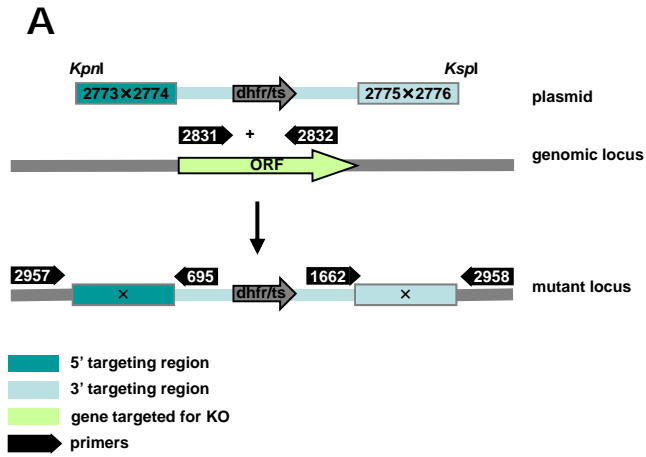 A
KpnI
KspI
2773×2774
dhfr/ts
2775×2776
plasmid
2831 + 2832
genomic locus
ORF
2957
695
1662
2958
dhfr/ts
×
×
mutant locus
5' targeting region
3' targeting region
gene targeted for KO
primers